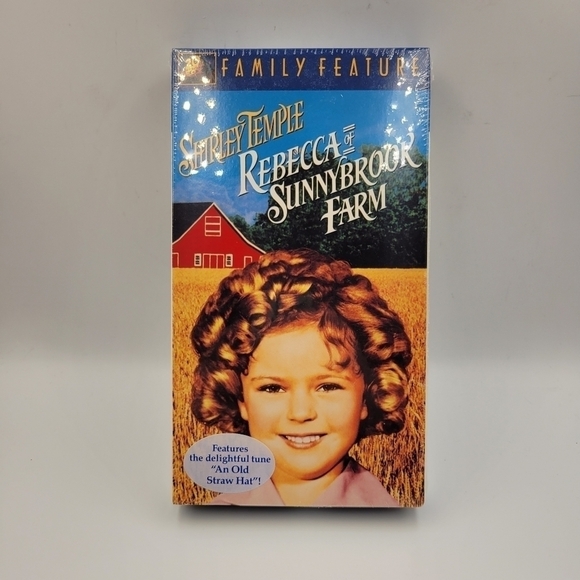 FAMILY FEATURE
SHIRLEY TEMPLE
REBECCA OF
SUNNYBROOK
FARM
Features
the delightful tune
"An Old
Straw Hat"!